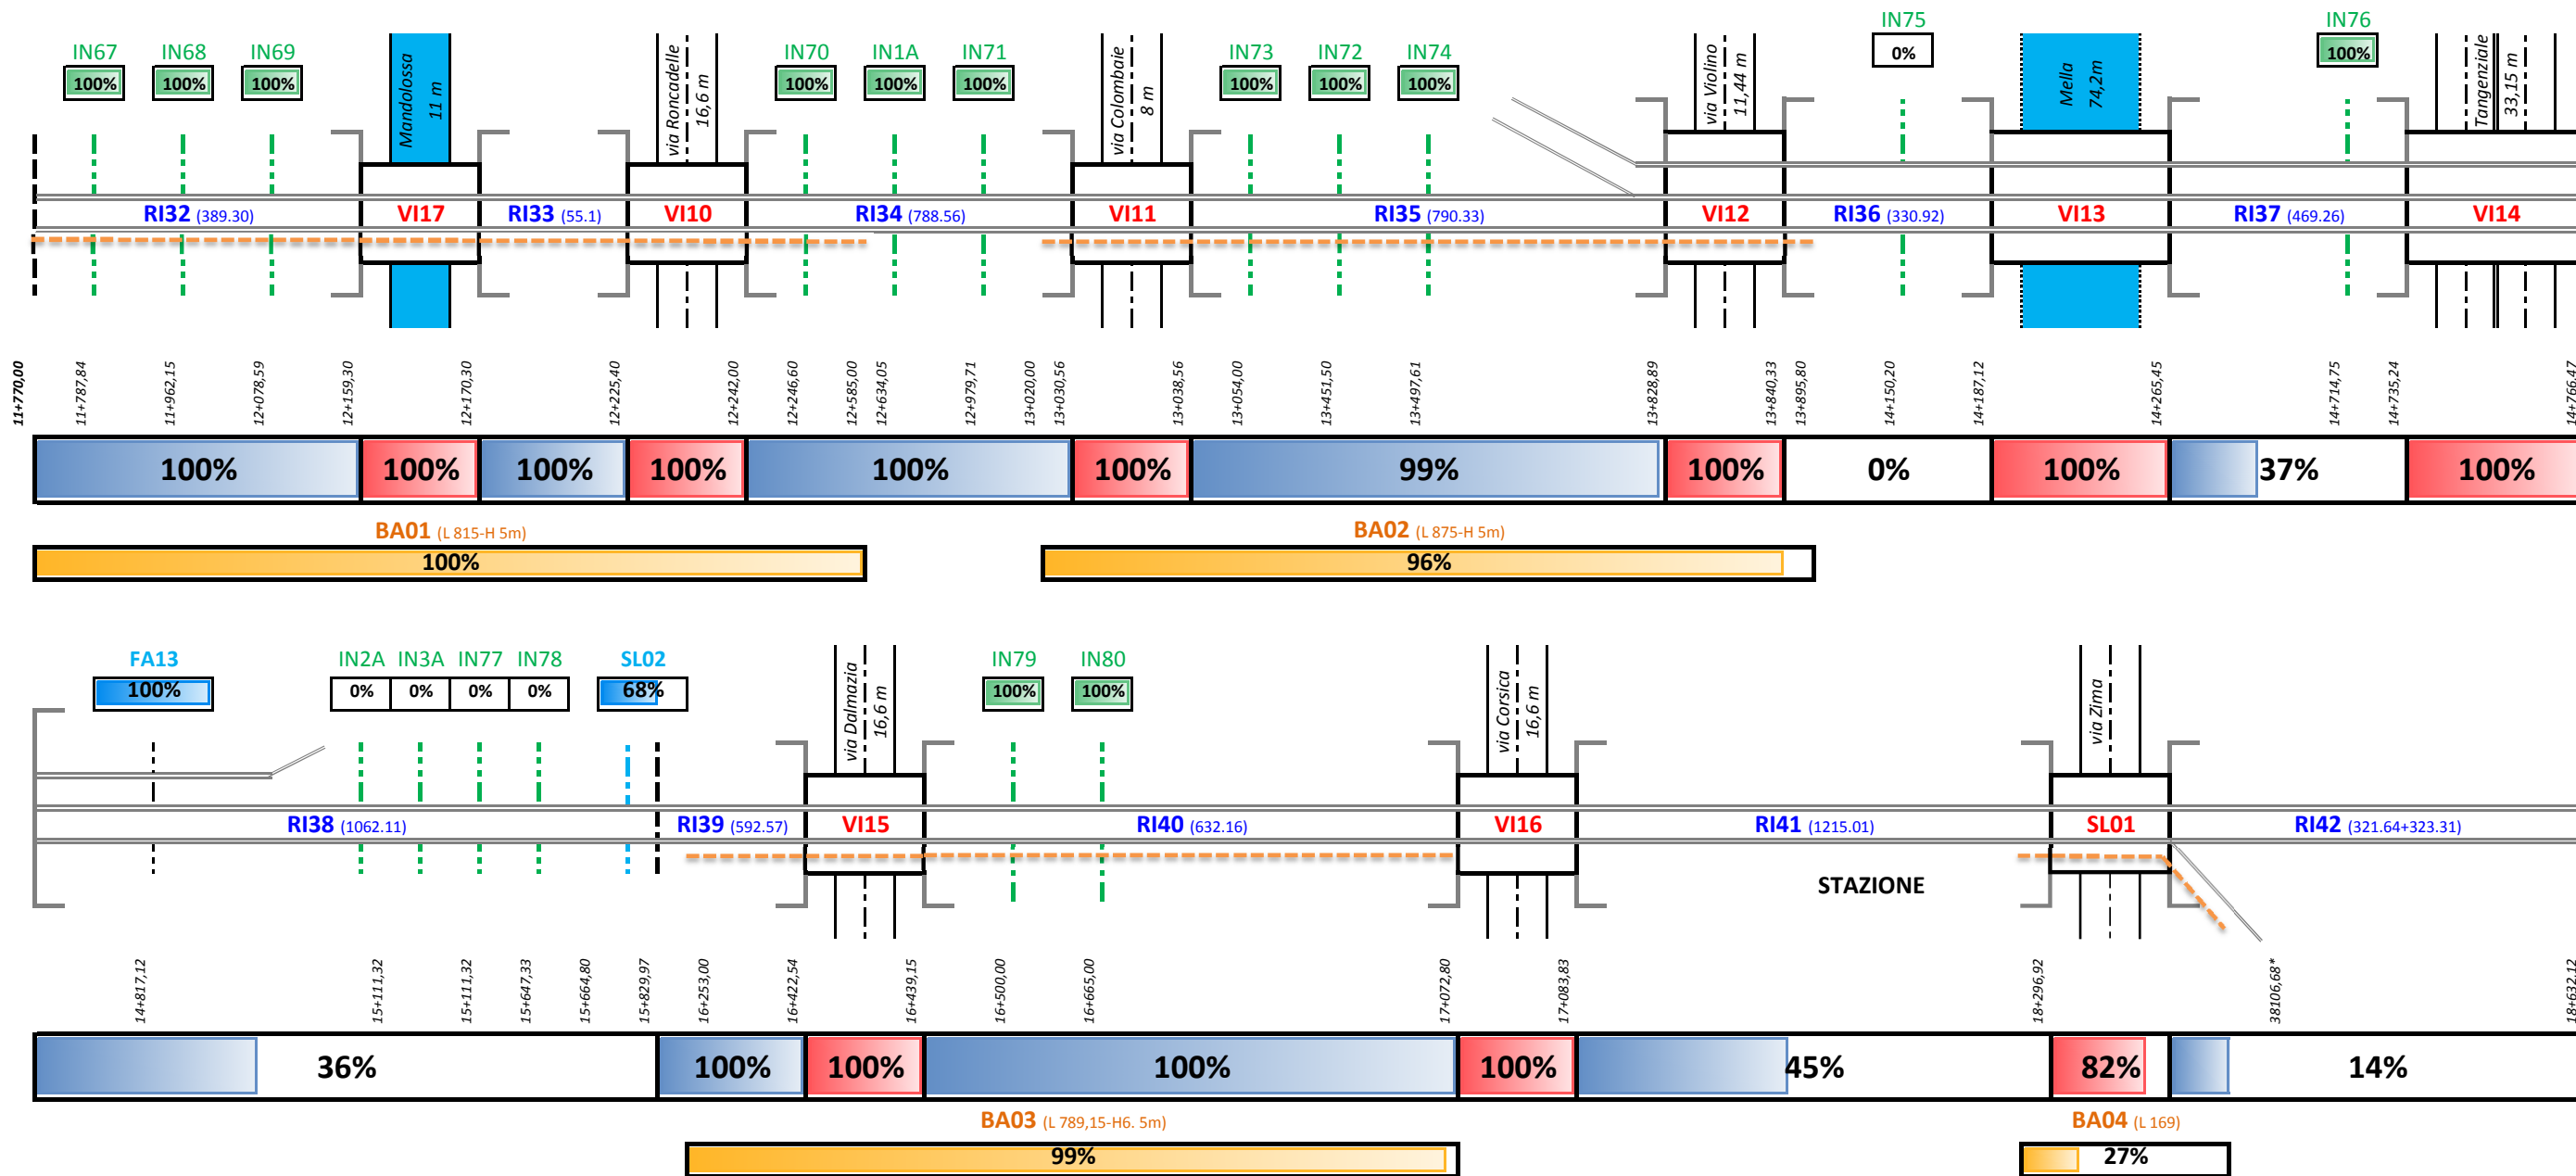 IN75 IN76
0% 100%
IN67 IN68 IN69 IN70 IN1A IN71 IN73 IN72 IN74
100% 100% 100% 100% 100% 100% 100% 100% 100%
Mandolossa
11 m
via Roncadelle
16,6 m
via Colombaie
8 m
via Violino
11,44 m
Mella
74,2m
Tangenziale
33,15 m
RI32 (389.30) VI17 RI33 (55.1) VI10 RI34 (788.56) VI11 RI35 (790.33) VI12 RI36 (330.92) VI13 RI37 (469.26) VI14
11+770,00
11+787,84
11+962,15
12+078,59
12+159,30
12+170,30
12+225,40
12+242,00
12+246,60
12+585,00
12+634,05
12+979,71
13+020,00
13+030,56
13+038,56
13+054,00
13+451,50
13+497,61
13+828,89
13+840,33
13+895,80
14+150,20
14+187,12
14+265,45
14+714,75
14+735,24
14+766,47
100% 100% 100% 100% 100% 100% 99% 100% 0% 100% 37% 100%
BA01 (L 815-H 5m) BA02 (L 875-H 5m)
100% 96%
FA13 IN2A IN3A IN77 IN78 SL02 IN79 IN80
100% 0% 0% 0% 0% 68% 100% 100%
via Dalmazia
16,6 m
via Corsica
16,6 m
via Zima
RI38 (1062.11) RI39 (592.57) VI15 RI40 (632.16) VI16 RI41 (1215.01) SL01 RI42 (321.64+323.31)
STAZIONE
14+817,12
15+111,32
15+111,32
15+647,33
15+664,80
15+829,97
16+253,00
16+422,54
16+439,15
16+500,00
16+665,00
17+072,80
17+083,83
18+296,92
38106,68*
18+632,12
36% 100% 100% 100% 100% 45% 82% 14%
BA03 (L 789,15-H6. 5m) BA04 (L 169)
99% 27%